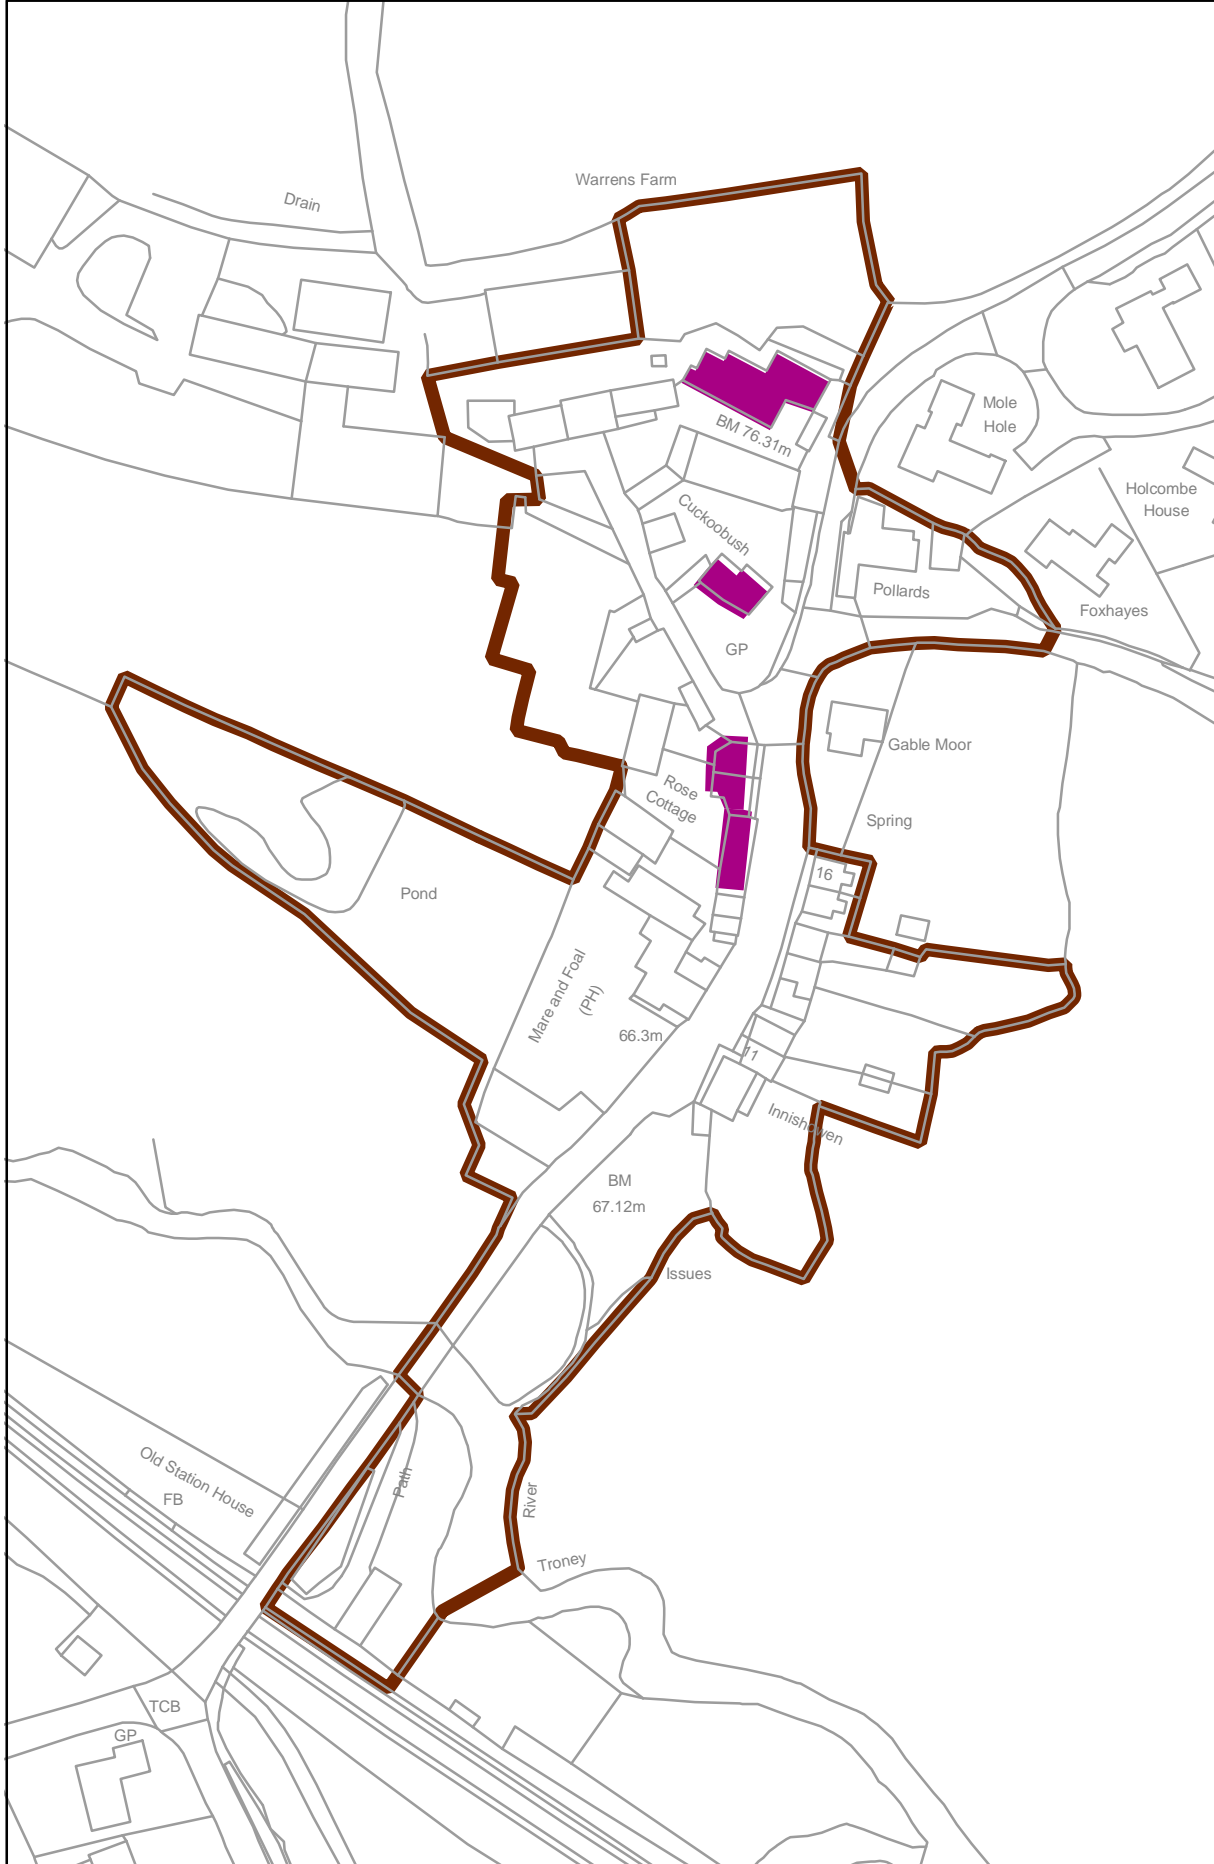 Warrens Farm
Drain
Mole
Hole
BM 76.31m
Holcombe
House
Cuckoobush
Pollards
Foxhayes
GP
Gable Moor
Rose
Cottage
Spring
16
Pond
Mare and Foal
(PH)
66.3m
11
Innishowen
BM
67.12m
Issues
Old Station House
FB
Path
River
Troney
TCB
GP